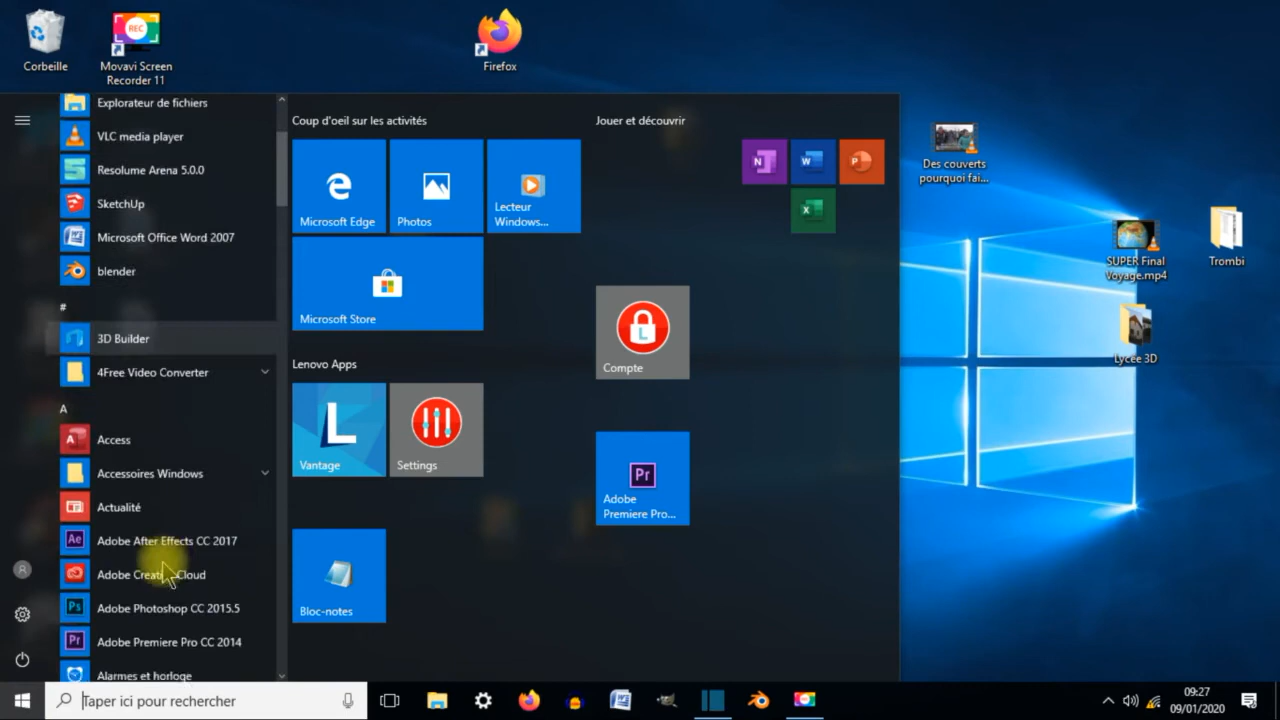 Corbeille
REC
Movavi Screen
Recorder 11
Firefox
Explorateur de fichiers
VLC media player
Resolume Arena 5.0.0
SketchUp
Microsoft Office Word 2007
blender
#
3D Builder
4Free Video Converter
A
Access
Accessoires Windows
Actualité
Adobe After Effects CC 2017
Adobe Creati Cloud
Adobe Photoshop CC 2015.5
Adobe Premiere Pro CC 2014
Alarmes et horloge
Coup d'oeil sur les activités
Microsoft Edge
Photos
Lecteur
Windows...
Microsoft Store
Lenovo Apps
L
Vantage
Settings
Bloc-notes
Jouer et découvrir
N
W
P
X
L
Compte
Pr
Adobe
Premiere Pro...
Des couverts
pourquoi fai...
SUPER Final
Voyage.mp4
Trombi
Lycee 3D
Taper ici pour rechercher
09:27
09/01/2020